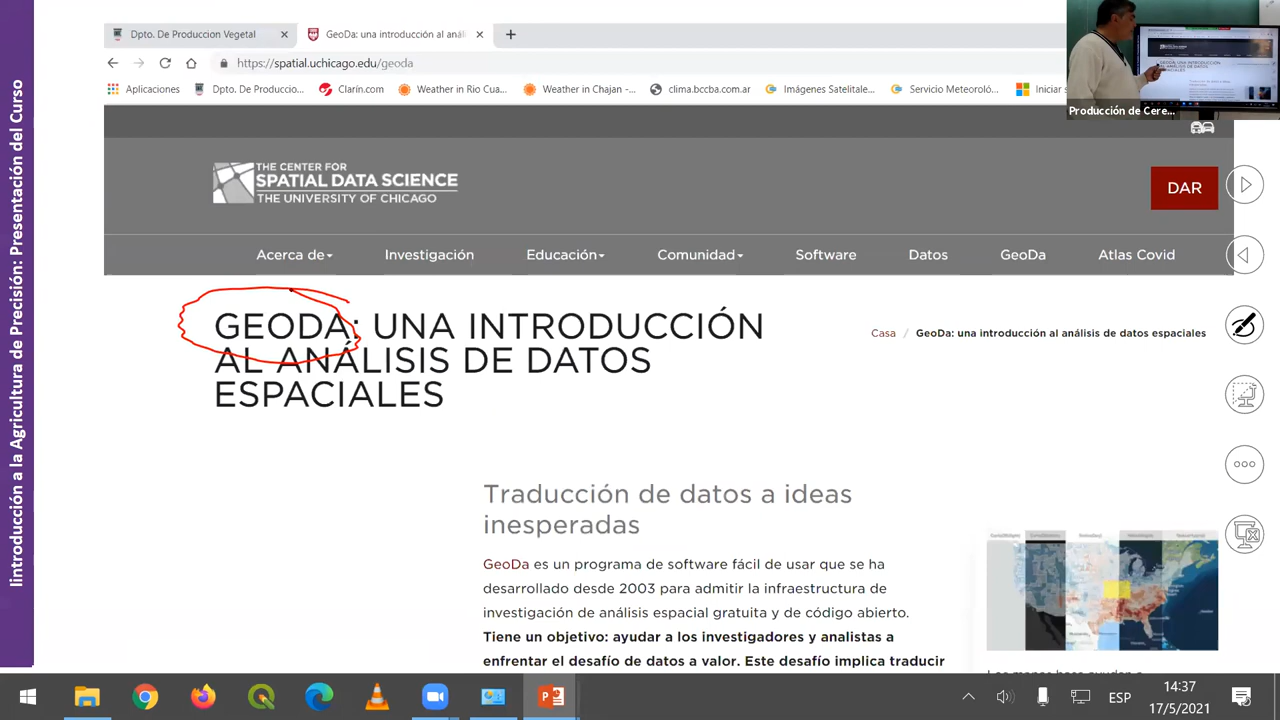 Dpto. De Produccion Vegetal
GeoDa: una introducción al anál
https://spatial.uchicago.edu/geoda
Aplicaciones
Dpto. De Produccio...
Clarín.com
Weather in Rio Cua...
Weather in Chajan -...
clima.bccba.com.ar
Imágenes Satelitale...
Servicio Meteoroló...
Iniciar s
Producción de Cere...
THE CENTER FOR
SPATIAL DATA SCIENCE
THE UNIVERSITY OF CHICAGO
DAR
Acerca de
Investigación
Educación
Comunidad
Software
Datos
GeoDa
Atlas Covid
GEODA: UNA INTRODUCCIÓN
AL ANÁLISIS DE DATOS
ESPACIALES
Casa / GeoDa: una introducción al análisis de datos espaciales
Traducción de datos a ideas
inesperadas
GeoDa es un programa de software fácil de usar que se ha
desarrollado desde 2003 para admitir la infraestructura de
investigación de análisis espacial gratuita y de código abierto.
Tiene un objetivo: ayudar a los investigadores y analistas a
enfrentar el desafío de datos a valor. Este desafío implica traducir
Iintroducción a la Agricultura de Precisión: Presentación del Curso
ESP
14:37
17/5/2021